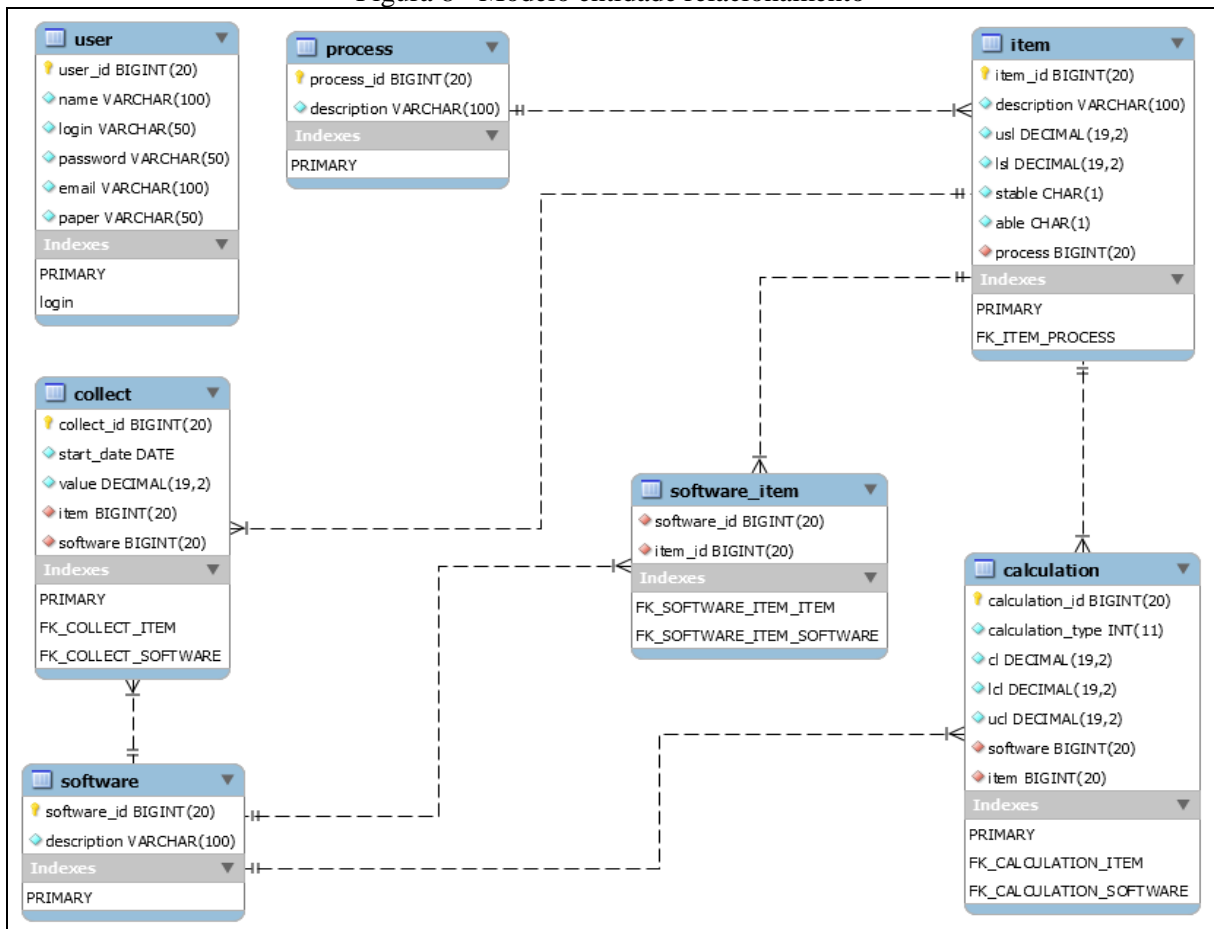 Figura 6 - Modelo entidade relacionamento
user
user_id BIGINT(20)
name VARCHAR(100)
login VARCHAR(50)
password VARCHAR(50)
email VARCHAR(100)
paper VARCHAR(50)
Indexes
PRIMARY
login
process
process_id BIGINT(20)
description VARCHAR(100)
Indexes
PRIMARY
item
item_id BIGINT(20)
description VARCHAR(100)
usl DECIMAL(19,2)
lsl DECIMAL(19,2)
stable CHAR(1)
able CHAR(1)
process BIGINT(20)
Indexes
PRIMARY
FK_ITEM_PROCESS
collect
collect_id BIGINT(20)
start_date DATE
value DECIMAL(19,2)
item BIGINT(20)
software BIGINT(20)
Indexes
PRIMARY
FK_COLLECT_ITEM
FK_COLLECT_SOFTWARE
software_item
software_id BIGINT(20)
item_id BIGINT(20)
Indexes
FK_SOFTWARE_ITEM_ITEM
FK_SOFTWARE_ITEM_SOFTWARE
calculation
calculation_id BIGINT(20)
calculation_type INT(11)
cl DECIMAL(19,2)
lcl DECIMAL(19,2)
ucl DECIMAL(19,2)
software BIGINT(20)
item BIGINT(20)
Indexes
PRIMARY
FK_CALCULATION_ITEM
FK_CALCULATION_SOFTWARE
software
software_id BIGINT(20)
description VARCHAR(100)
Indexes
PRIMARY